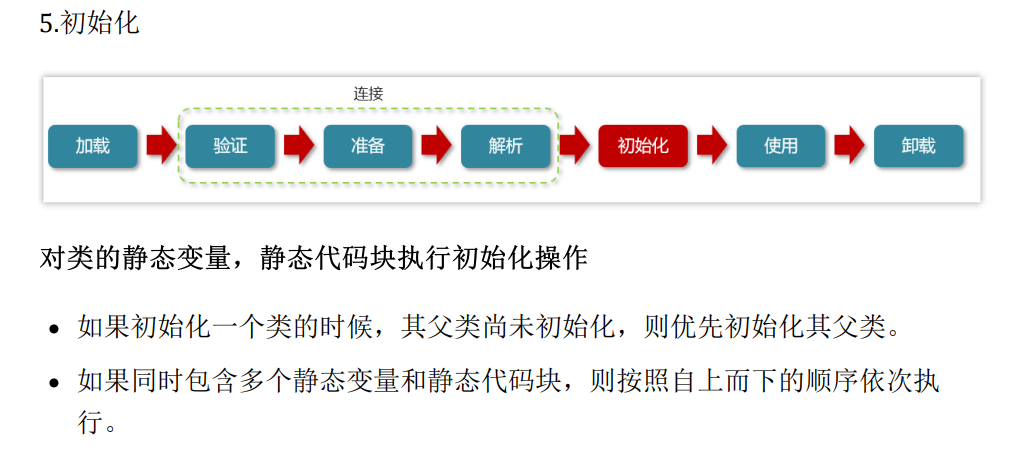 5.初始化
连接
加载
验证
准备
解析
初始化
使用
卸载
对类的静态变量，静态代码块执行初始化操作
• 如果初始化一个类的时候，其父类尚未初始化，则优先初始化其父类。
• 如果同时包含多个静态变量和静态代码块，则按照自上而下的顺序依次执
行。